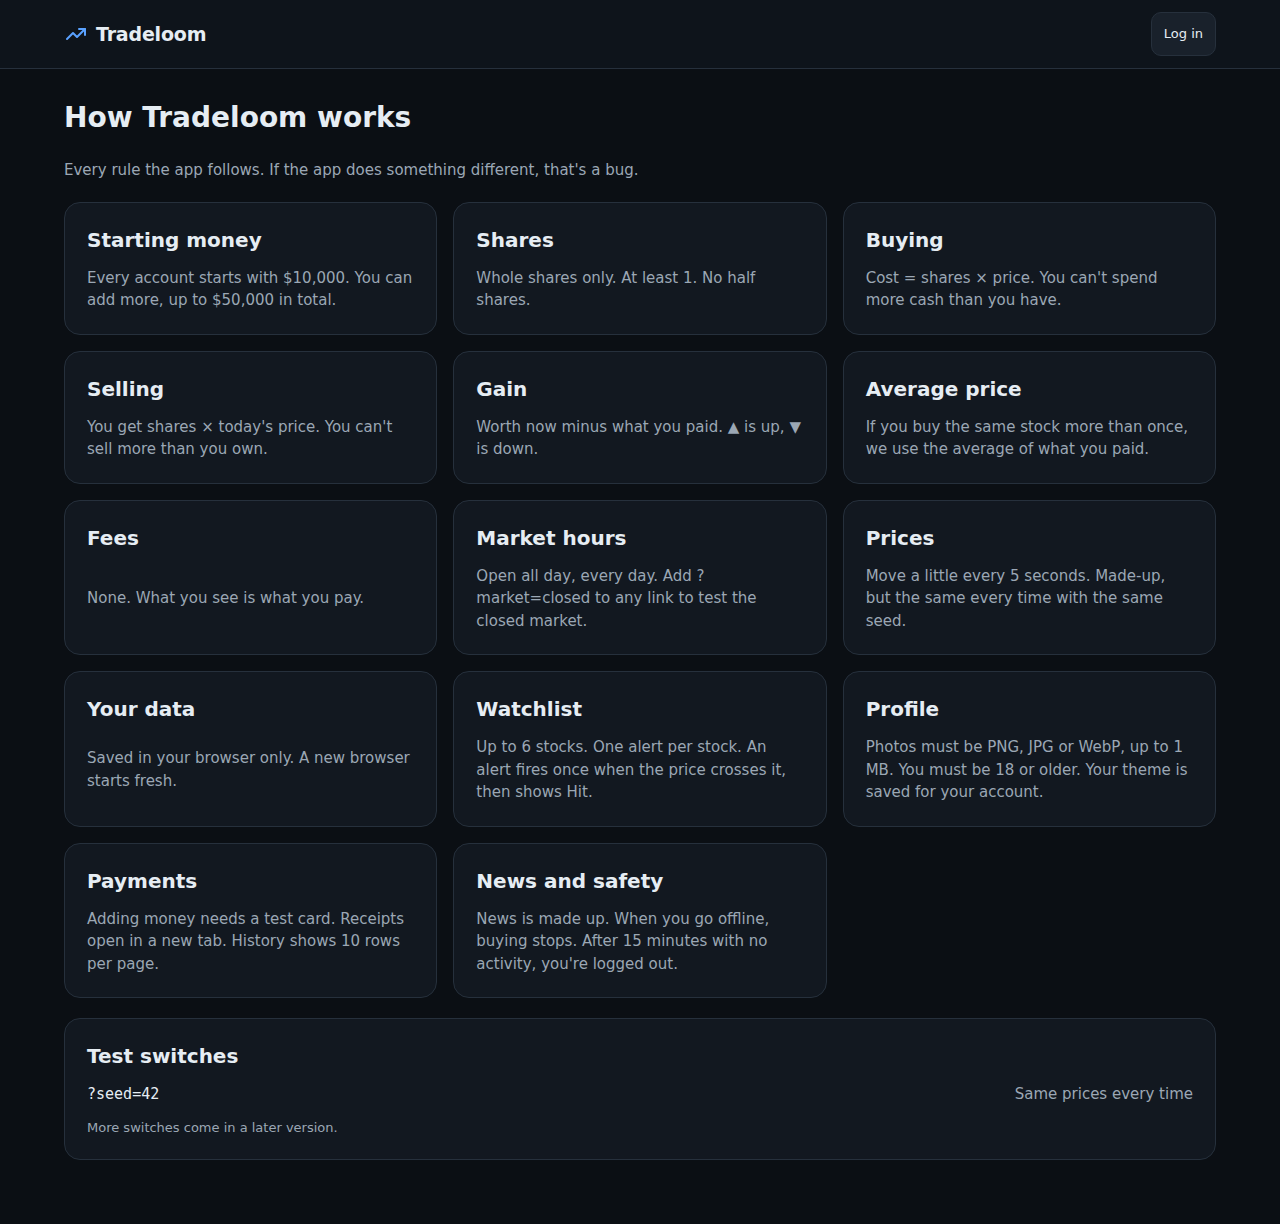 Tradeloom
Log in
How Tradeloom works
Every rule the app follows. If the app does something different, that's a bug.
Starting money
Every account starts with $10,000. You can
add more, up to $50,000 in total.
Shares
Whole shares only. At least 1. No half
shares.
Buying
Cost = shares × price. You can't spend
more cash than you have.
Selling
You get shares × today's price. You can't
sell more than you own.
Gain
Worth now minus what you paid. ▲ is up, ▼
is down.
Average price
If you buy the same stock more than once,
we use the average of what you paid.
Fees
None. What you see is what you pay.
Market hours
Open all day, every day. Add ?
market=closed to any link to test the
closed market.
Prices
Move a little every 5 seconds. Made-up,
but the same every time with the same
seed.
Your data
Saved in your browser only. A new browser
starts fresh.
Watchlist
Up to 6 stocks. One alert per stock. An
alert fires once when the price crosses it,
then shows Hit.
Profile
Photos must be PNG, JPG or WebP, up to 1
MB. You must be 18 or older. Your theme is
saved for your account.
Payments
Adding money needs a test card. Receipts
open in a new tab. History shows 10 rows
per page.
News and safety
News is made up. When you go offline,
buying stops. After 15 minutes with no
activity, you're logged out.
Test switches
?seed=42
Same prices every time
More switches come in a later version.